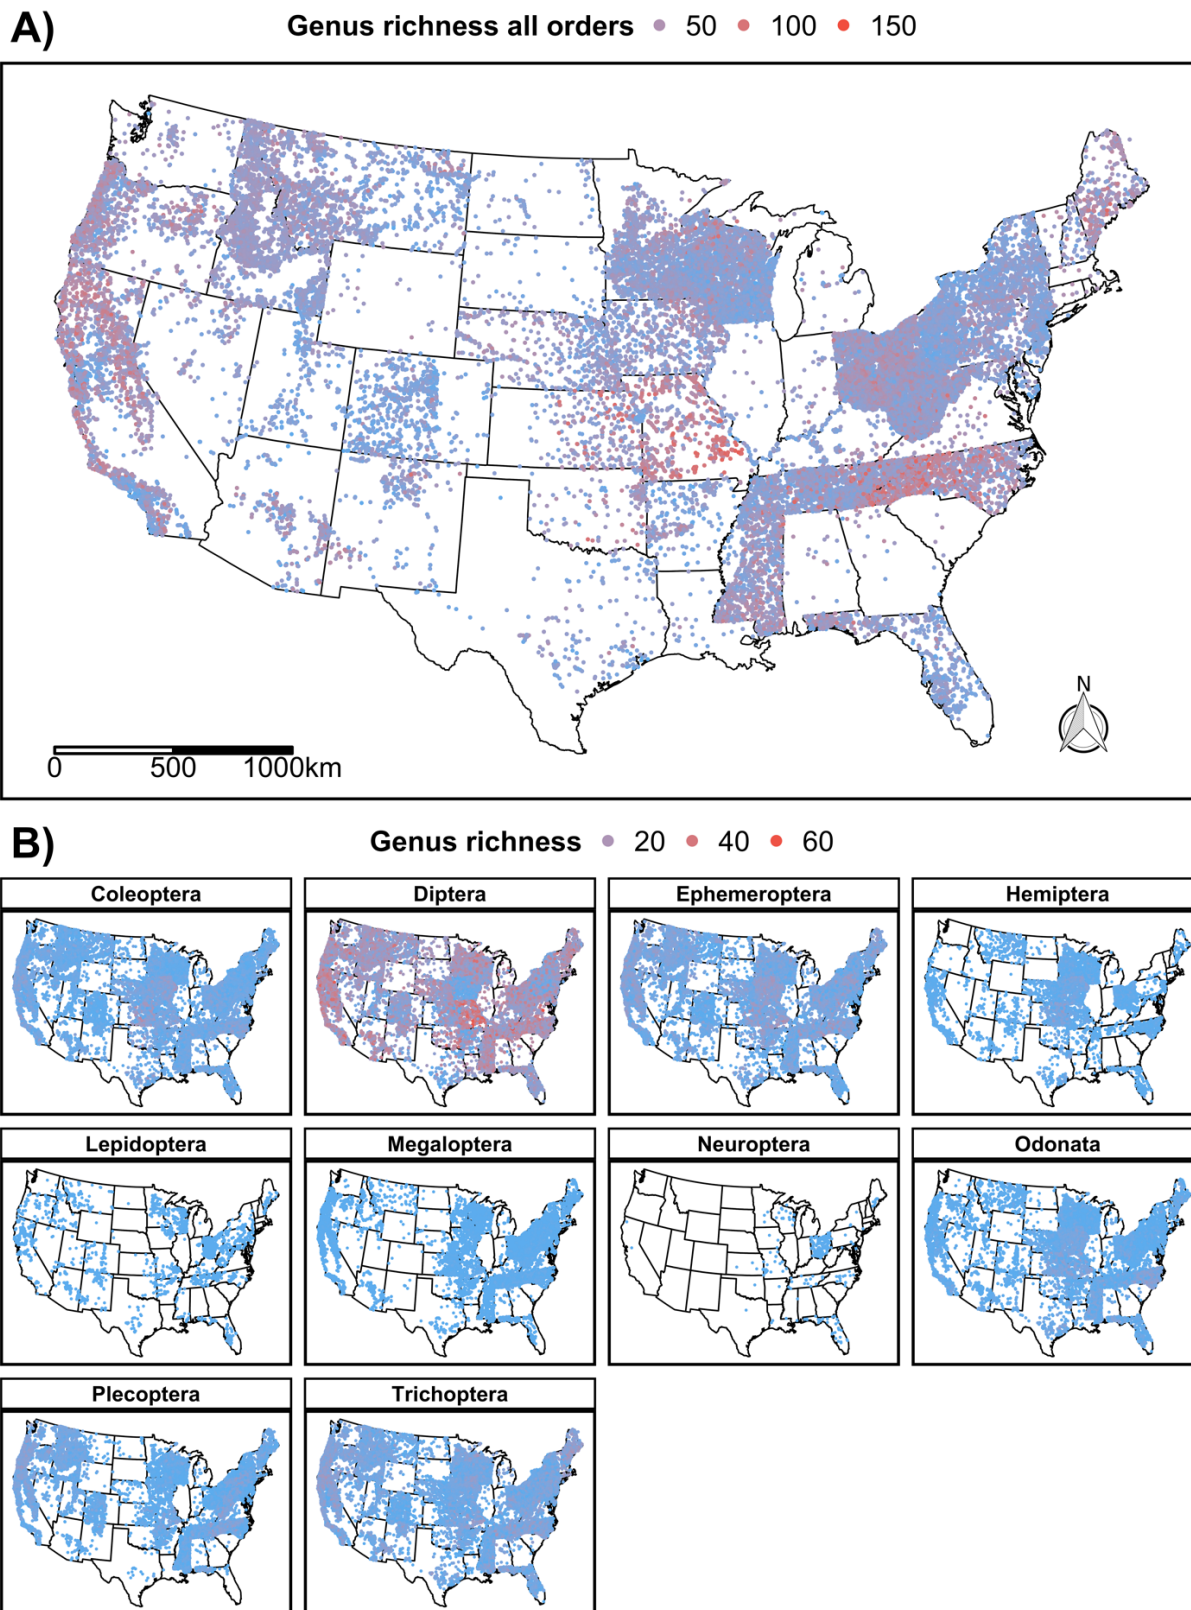 A)
Genus richness all orders 50 100 150
N
0 500 1000km
B)
Genus richness 20 40 60
Coleoptera Diptera Ephemeroptera Hemiptera
Lepidoptera Megaloptera Neuroptera Odonata
Plecoptera Trichoptera